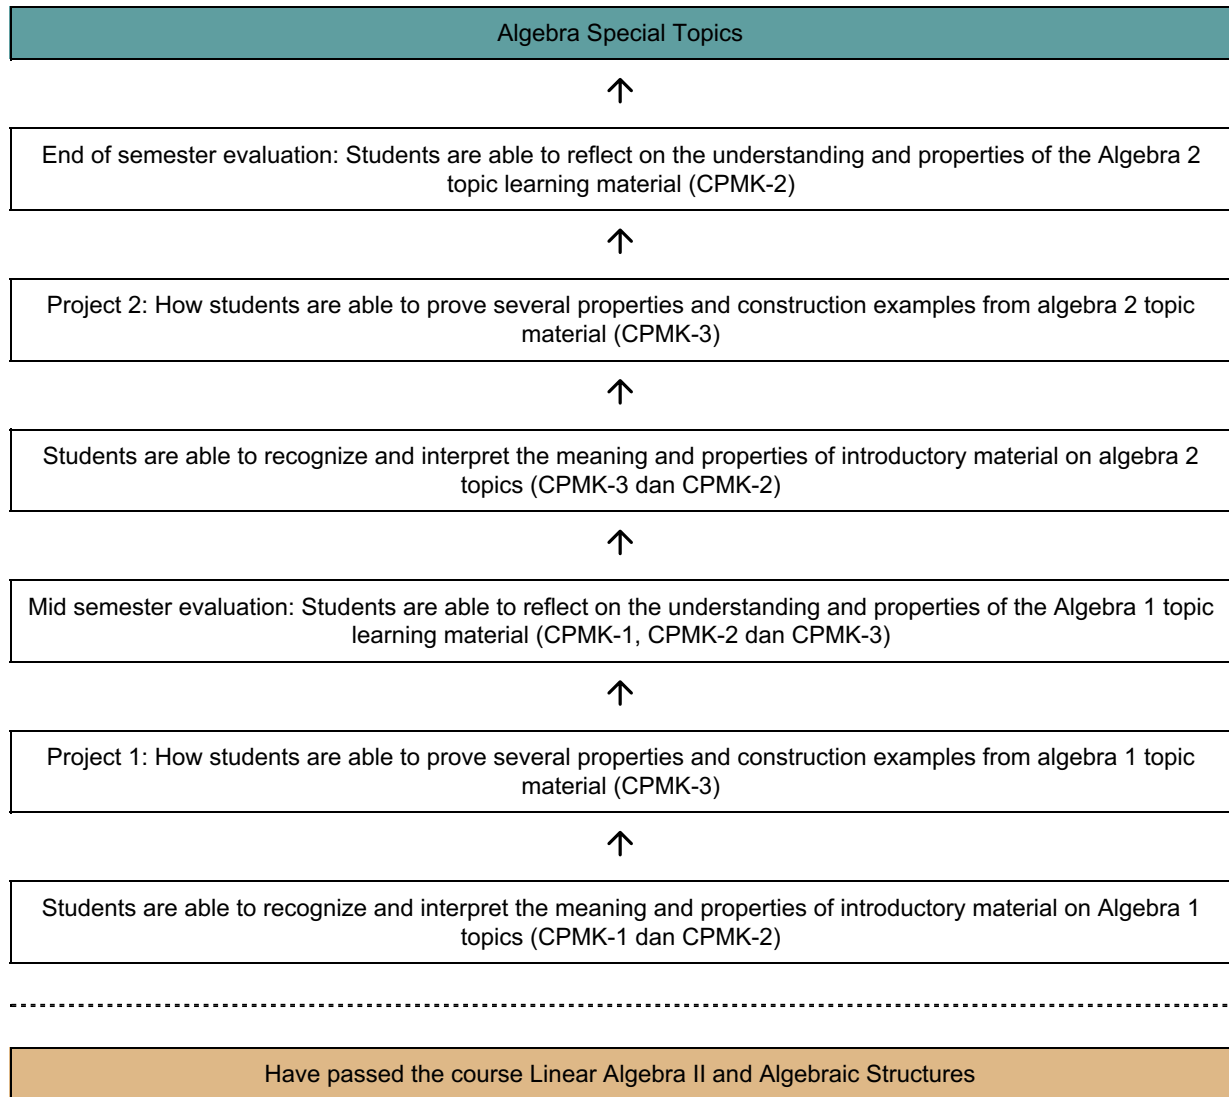 Algebra Special Topics
End of semester evaluation: Students are able to reflect on the understanding and properties of the Algebra 2
topic learning material (CPMK-2)
Project 2: How students are able to prove several properties and construction examples from algebra 2 topic
material (CPMK-3)
Students are able to recognize and interpret the meaning and properties of introductory material on algebra 2
topics (CPMK-3 dan CPMK-2)
Mid semester evaluation: Students are able to reflect on the understanding and properties of the Algebra 1 topic
learning material (CPMK-1, CPMK-2 dan CPMK-3)
Project 1: How students are able to prove several properties and construction examples from algebra 1 topic
material (CPMK-3)
Students are able to recognize and interpret the meaning and properties of introductory material on Algebra 1
topics (CPMK-1 dan CPMK-2)
Have passed the course Linear Algebra II and Algebraic Structures